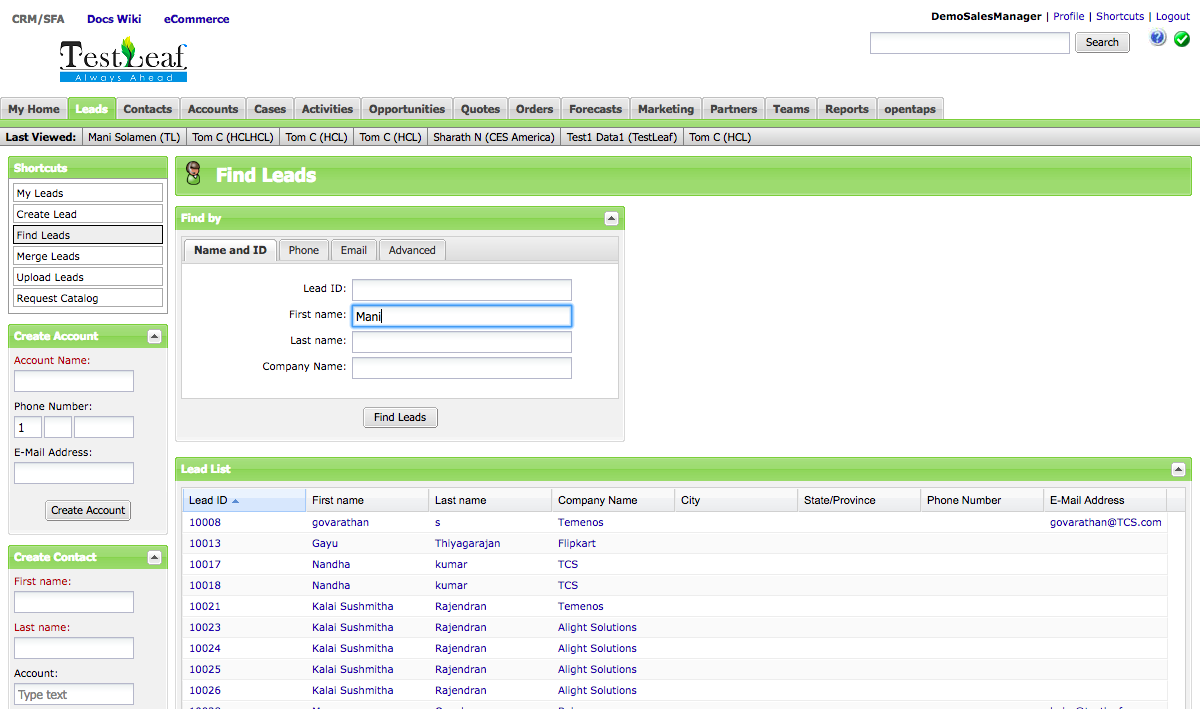 CRM/SFA Docs Wiki eCommerce
DemoSalesManager | Profile | Shortcuts | Logout
TestLeaf
Always Ahead
Search
My Home Leads Contacts Accounts Cases Activities Opportunities Quotes Orders Forecasts Marketing Partners Teams Reports opentaps
Last Viewed: Mani Solamen (TL) Tom C (HCLHCL) Tom C (HCL) Tom C (HCL) Sharath N (CES America) Test1 Data1 (TestLeaf) Tom C (HCL)
Shortcuts
My Leads
Create Lead
Find Leads
Merge Leads
Upload Leads
Request Catalog
Create Account
Account Name:
Phone Number:
1
E-Mail Address:
Create Account
Create Contact
First name:
Last name:
Account:
Type text
Find Leads
Find by
Name and ID Phone Email Advanced
Lead ID:
First name: Mani
Last name:
Company Name:
Find Leads
Lead List
Lead ID First name Last name Company Name City State/Province Phone Number E-Mail Address
10008 govarathan s Temenos govarathan@TCS.com
10013 Gayu Thiyagarajan Flipkart
10017 Nandha kumar TCS
10018 Nandha kumar TCS
10021 Kalai Sushmitha Rajendran Temenos
10023 Kalai Sushmitha Rajendran Alight Solutions
10024 Kalai Sushmitha Rajendran Alight Solutions
10025 Kalai Sushmitha Rajendran Alight Solutions
10026 Kalai Sushmitha Rajendran Alight Solutions